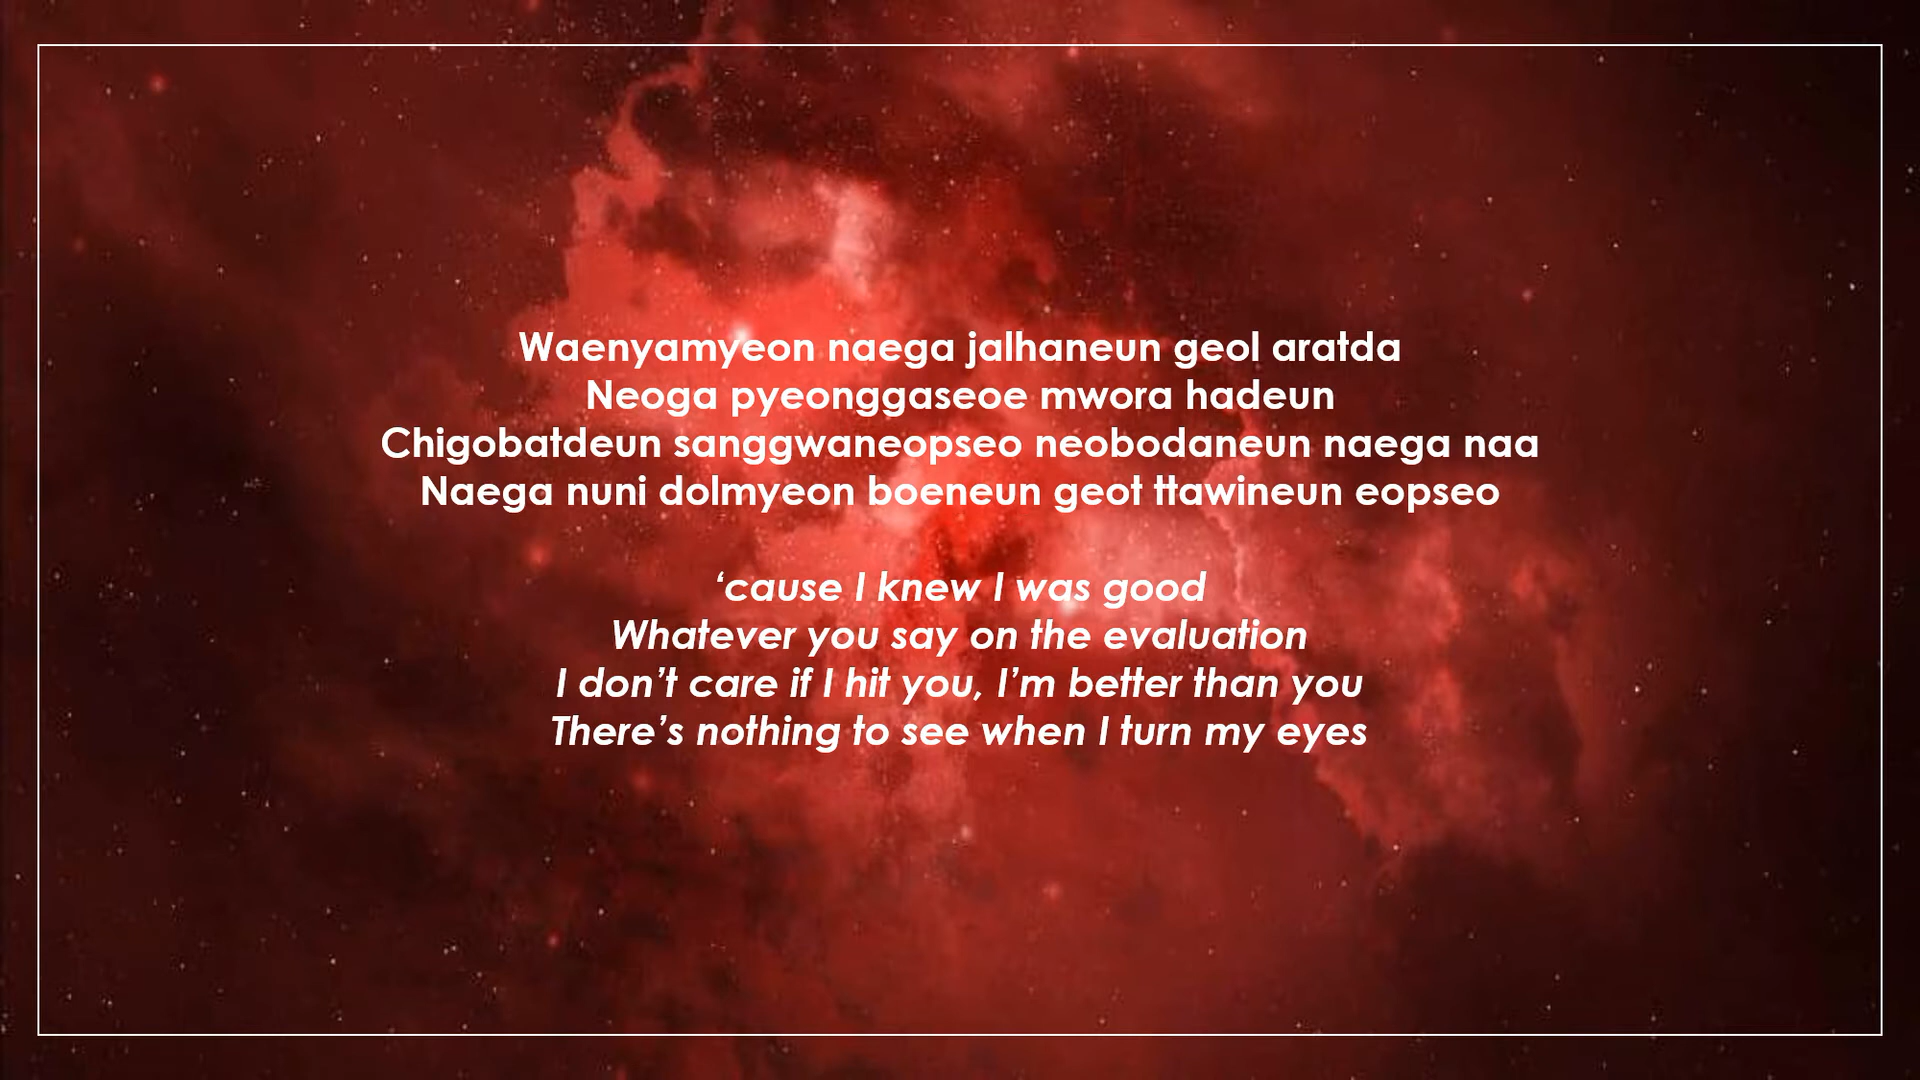 Waenyamyeon naega jalhaneun geol aratda
Neoga pyeonggaseoe mwora hadeun
Chigobatdeun sanggwaneopseo neobodaneun naega naa
Naega nuni dolmyeon boeneun geot ttawineun eopseo
‘cause I knew I was good
Whatever you say on the evaluation
I don’t care if I hit you, I’m better than you
There’s nothing to see when I turn my eyes